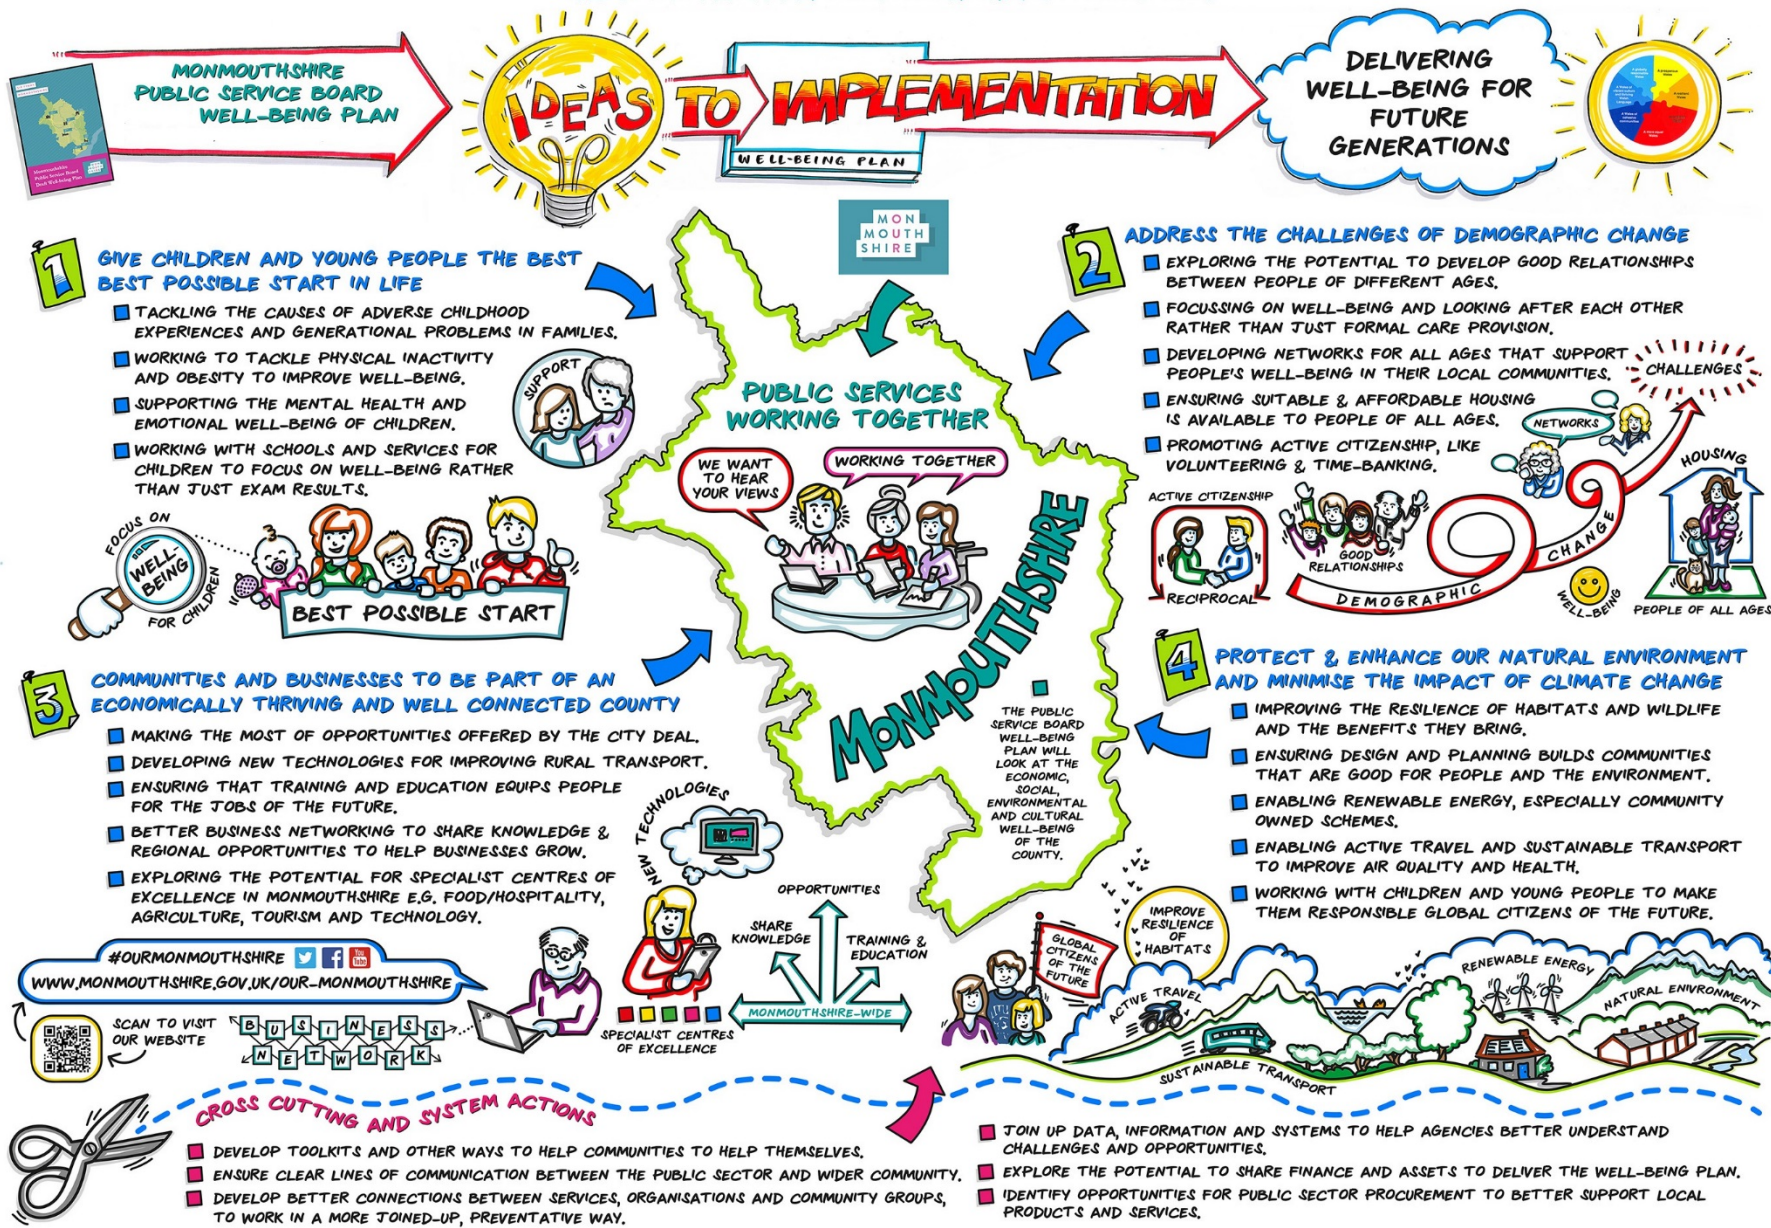 MONMOUTHSHIRE
PUBLIC SERVICE BOARD
WELL-BEING PLAN
Monmouthshire
Public Service Board
Draft Well-being Plan
IDEAS TO IMPLEMENTATION
WELL-BEING PLAN
DELIVERING
WELL-BEING FOR
FUTURE
GENERATIONS
MON
MOUTH
SHIRE
1
GIVE CHILDREN AND YOUNG PEOPLE THE BEST
BEST POSSIBLE START IN LIFE
TACKLING THE CAUSES OF ADVERSE CHILDHOOD
EXPERIENCES AND GENERATIONAL PROBLEMS IN FAMILIES.
WORKING TO TACKLE PHYSICAL INACTIVITY
AND OBESITY TO IMPROVE WELL-BEING.
SUPPORTING THE MENTAL HEALTH AND
EMOTIONAL WELL-BEING OF CHILDREN.
WORKING WITH SCHOOLS AND SERVICES FOR
CHILDREN TO FOCUS ON WELL-BEING RATHER
THAN JUST EXAM RESULTS.
SUPPORT
FOCUS ON
WELL-
BEING
FOR CHILDREN
BEST POSSIBLE START
PUBLIC SERVICES
WORKING TOGETHER
WE WANT
TO HEAR
YOUR VIEWS
WORKING TOGETHER
MONMOUTHSHIRE
THE PUBLIC
SERVICE BOARD
WELL-BEING
PLAN WILL
LOOK AT THE
ECONOMIC,
SOCIAL,
ENVIRONMENTAL
AND CULTURAL
WELL-BEING
OF THE
COUNTY.
2
ADDRESS THE CHALLENGES OF DEMOGRAPHIC CHANGE
EXPLORING THE POTENTIAL TO DEVELOP GOOD RELATIONSHIPS
BETWEEN PEOPLE OF DIFFERENT AGES.
FOCUSSING ON WELL-BEING AND LOOKING AFTER EACH OTHER
RATHER THAN JUST FORMAL CARE PROVISION.
DEVELOPING NETWORKS FOR ALL AGES THAT SUPPORT
PEOPLE'S WELL-BEING IN THEIR LOCAL COMMUNITIES.
ENSURING SUITABLE & AFFORDABLE HOUSING
IS AVAILABLE TO PEOPLE OF ALL AGES.
PROMOTING ACTIVE CITIZENSHIP, LIKE
VOLUNTEERING & TIME-BANKING.
CHALLENGES
NETWORKS
HOUSING
ACTIVE CITIZENSHIP
RECIPROCAL
GOOD
RELATIONSHIPS
DEMOGRAPHIC
CHANGE
WELL-BEING
PEOPLE OF ALL AGES
3
COMMUNITIES AND BUSINESSES TO BE PART OF AN
ECONOMICALLY THRIVING AND WELL CONNECTED COUNTY
MAKING THE MOST OF OPPORTUNITIES OFFERED BY THE CITY DEAL.
DEVELOPING NEW TECHNOLOGIES FOR IMPROVING RURAL TRANSPORT.
ENSURING THAT TRAINING AND EDUCATION EQUIPS PEOPLE
FOR THE JOBS OF THE FUTURE.
BETTER BUSINESS NETWORKING TO SHARE KNOWLEDGE &
REGIONAL OPPORTUNITIES TO HELP BUSINESSES GROW.
EXPLORING THE POTENTIAL FOR SPECIALIST CENTRES OF
EXCELLENCE IN MONMOUTHSHIRE E.G. FOOD/HOSPITALITY,
AGRICULTURE, TOURISM AND TECHNOLOGY.
NEW TECHNOLOGIES
#OURMONMOUTHSHIRE
You Tube
WWW.MONMOUTHSHIRE.GOV.UK/OUR-MONMOUTHSHIRE
SCAN TO VISIT
OUR WEBSITE
BUSINESS
NETWORK
SPECIALIST CENTRES
OF EXCELLENCE
OPPORTUNITIES
SHARE
KNOWLEDGE
TRAINING &
EDUCATION
MONMOUTHSHIRE-WIDE
4
PROTECT & ENHANCE OUR NATURAL ENVIRONMENT
AND MINIMISE THE IMPACT OF CLIMATE CHANGE
IMPROVING THE RESILIENCE OF HABITATS AND WILDLIFE
AND THE BENEFITS THEY BRING.
ENSURING DESIGN AND PLANNING BUILDS COMMUNITIES
THAT ARE GOOD FOR PEOPLE AND THE ENVIRONMENT.
ENABLING RENEWABLE ENERGY, ESPECIALLY COMMUNITY
OWNED SCHEMES.
ENABLING ACTIVE TRAVEL AND SUSTAINABLE TRANSPORT
TO IMPROVE AIR QUALITY AND HEALTH.
WORKING WITH CHILDREN AND YOUNG PEOPLE TO MAKE
THEM RESPONSIBLE GLOBAL CITIZENS OF THE FUTURE.
GLOBAL
CITIZENS
OF THE
FUTURE
IMPROVE
RESILIENCE
OF
HABITATS
ACTIVE TRAVEL
RENEWABLE ENERGY
NATURAL ENIVRONMENT
SUSTAINABLE TRANSPORT
CROSS CUTTING AND SYSTEM ACTIONS
DEVELOP TOOLKITS AND OTHER WAYS TO HELP COMMUNITIES TO HELP THEMSELVES.
ENSURE CLEAR LINES OF COMMUNICATION BETWEEN THE PUBLIC SECTOR AND WIDER COMMUNITY.
DEVELOP BETTER CONNECTIONS BETWEEN SERVICES, ORGANISATIONS AND COMMUNITY GROUPS,
TO WORK IN A MORE JOINED-UP, PREVENTATIVE WAY.
JOIN UP DATA, INFORMATION AND SYSTEMS TO HELP AGENCIES BETTER UNDERSTAND
CHALLENGES AND OPPORTUNITIES.
EXPLORE THE POTENTIAL TO SHARE FINANCE AND ASSETS TO DELIVER THE WELL-BEING PLAN.
IDENTIFY OPPORTUNITIES FOR PUBLIC SECTOR PROCUREMENT TO BETTER SUPPORT LOCAL
PRODUCTS AND SERVICES.